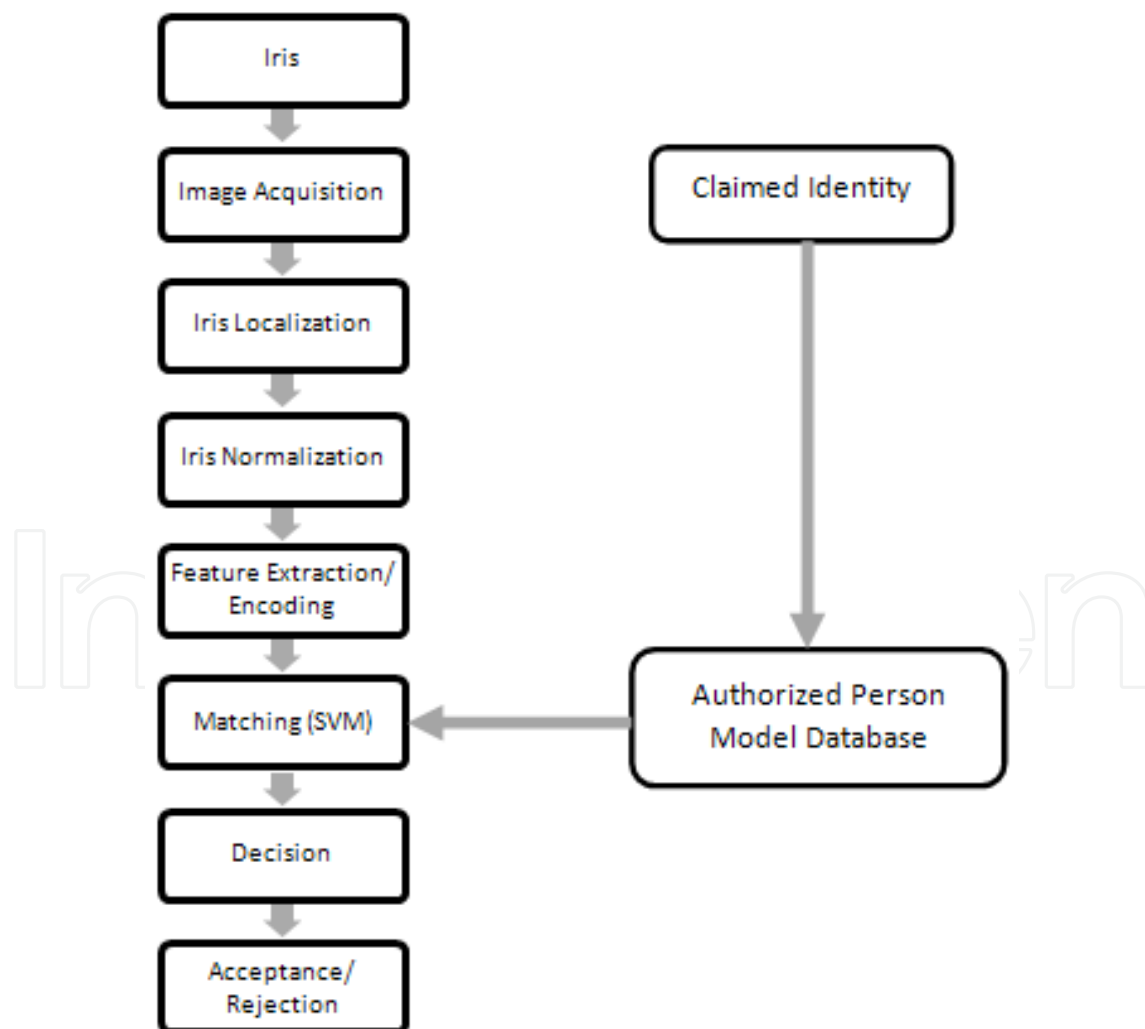 Iris
Image Acquisition
Claimed Identity
Iris Localization
Iris Normalization
Feature Extraction/
Encoding
Matching (SVM)
Authorized Person
Model Database
Decision
Acceptance/
Rejection